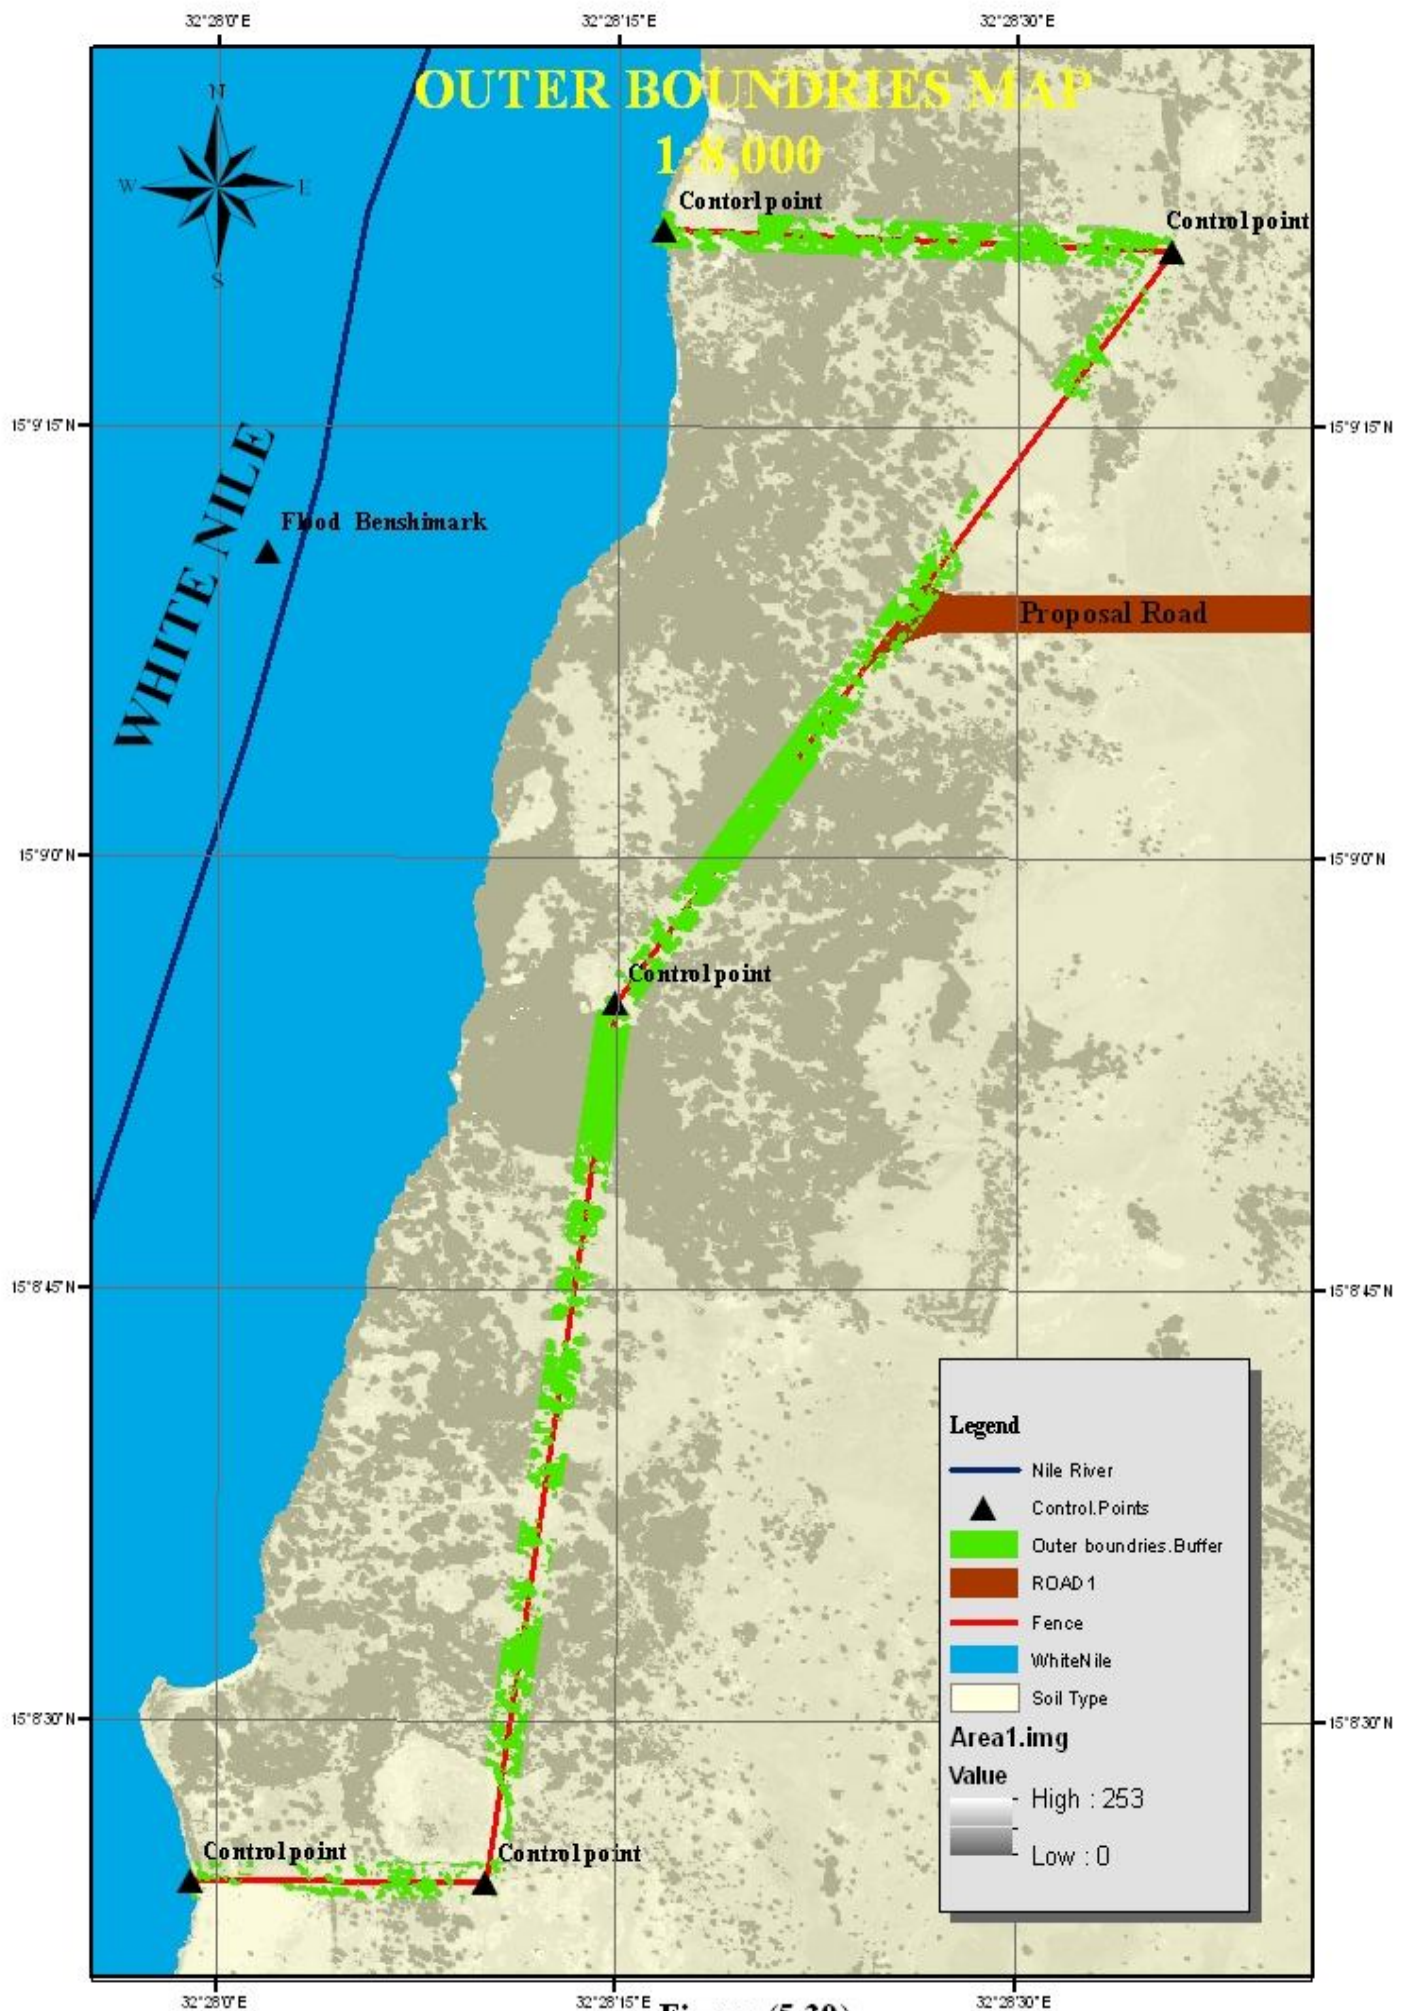 32°28'0"E 32°28'15"E 32°28'30"E
OUTER BOUNDRIES MAP
1:8,000
N
W E
S
Contorl point
Control point
15°9'15"N 15°9'15"N
WHITE NILE
Flood Benshimark
Proposal Road
15°9'0"N 15°9'0"N
Control point
15°8'45"N 15°8'45"N
Legend
Nile River
Control.Points
Outer boundries.Buffer
ROAD1
Fence
WhiteNile
Soil Type
15°8'30"N 15°8'30"N
Area1.img
Value
High : 253
Low : 0
Control point Control point
32°28'0"E 32°28'15"E 32°28'30"E